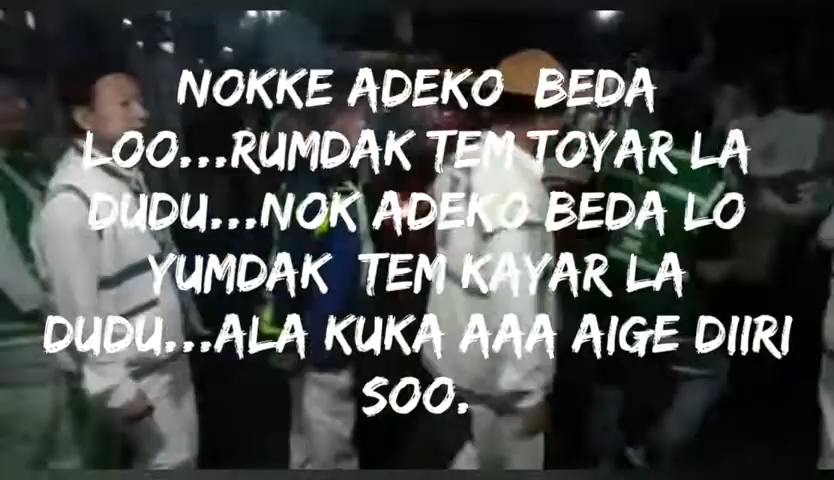 NOKKE ADEKO BEDA
LOO...RUMDAK TEM TOYAR LA
DUDU...NOK ADEKO BEDA LO
YUMDAK TEM KAYAR LA
DUDU...ALA KUKA AAA AIGE DIIRI
SOO.